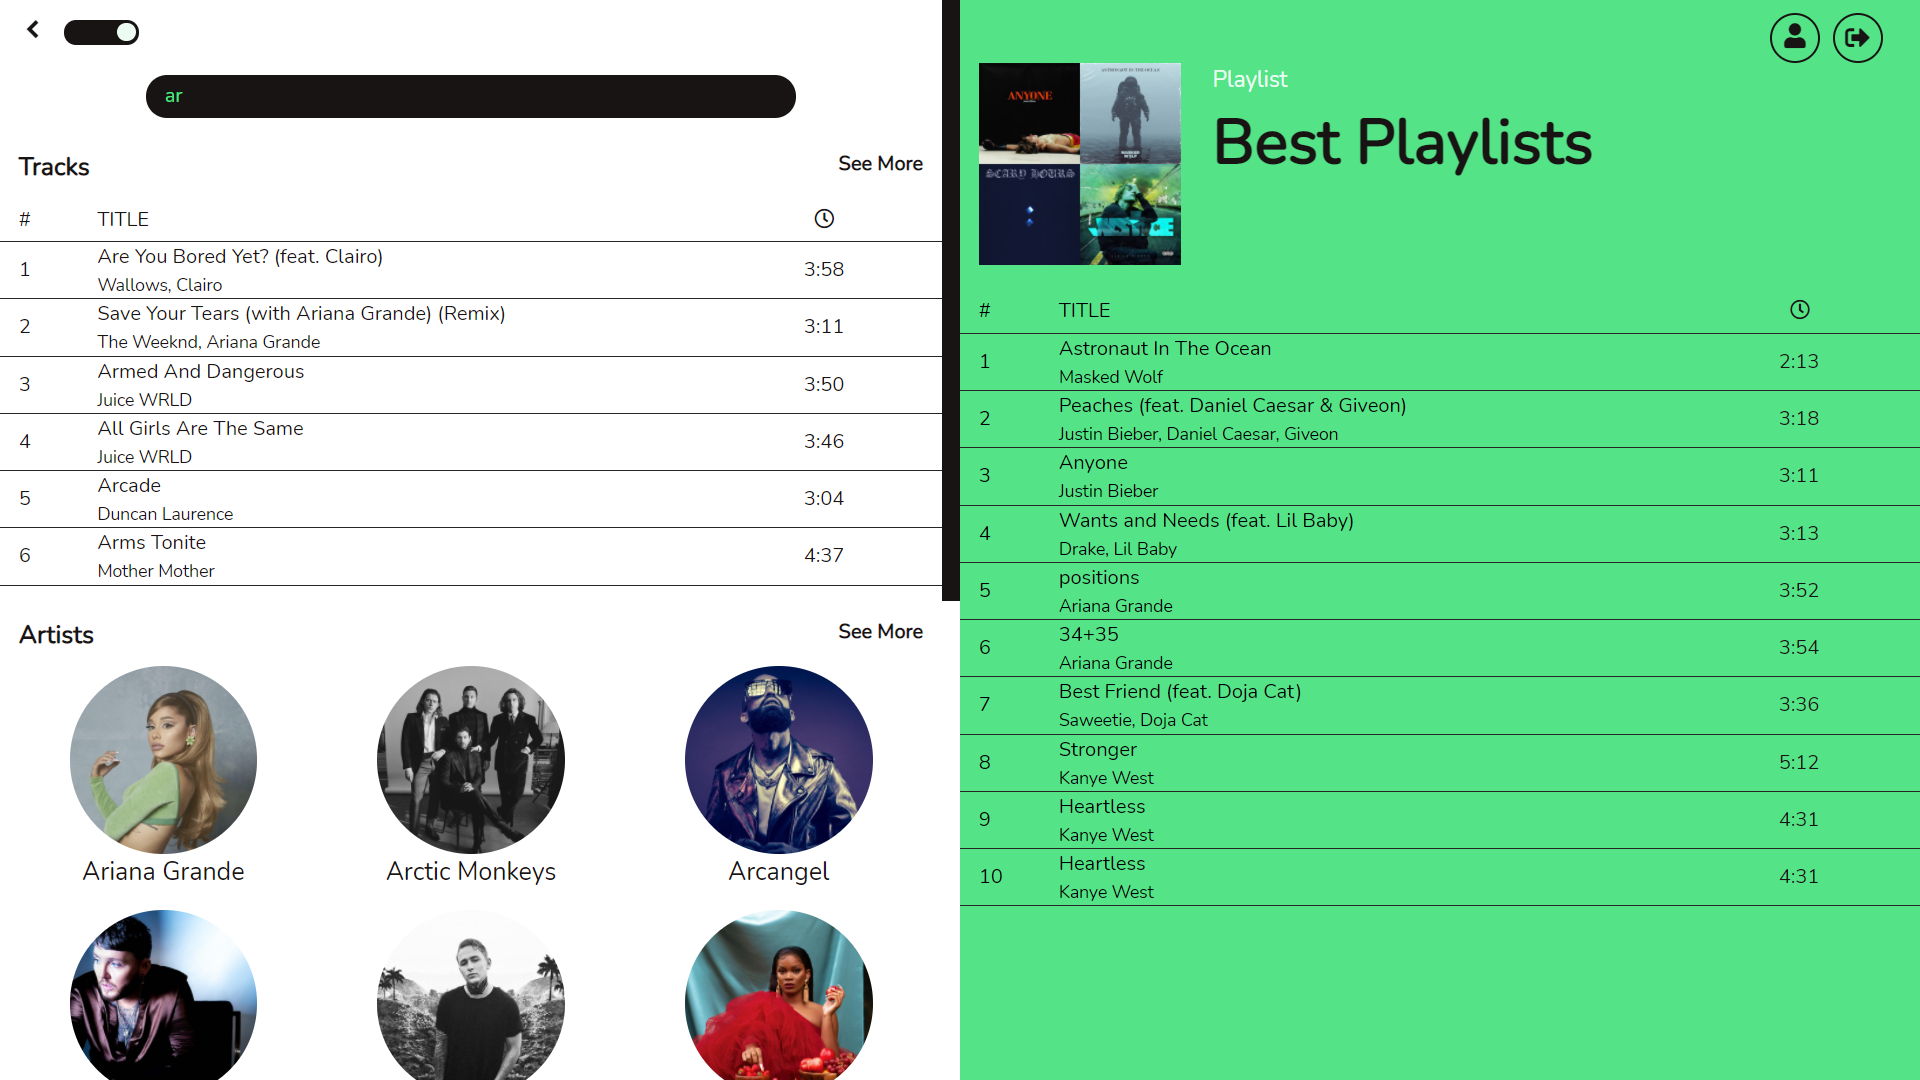 ar
Tracks
See More
# TITLE
1 Are You Bored Yet? (feat. Clairo) 3:58
Wallows, Clairo
2 Save Your Tears (with Ariana Grande) (Remix) 3:11
The Weeknd, Ariana Grande
3 Armed And Dangerous 3:50
Juice WRLD
4 All Girls Are The Same 3:46
Juice WRLD
5 Arcade 3:04
Duncan Laurence
6 Arms Tonite 4:37
Mother Mother
Artists
See More
Ariana Grande
Arctic Monkeys
Arcangel
ANYONE
ASTRONAUT IN THE OCEAN
MASKED WOLF
SCARY HOURS
JUSTICE
Playlist
Best Playlists
# TITLE
1 Astronaut In The Ocean 2:13
Masked Wolf
2 Peaches (feat. Daniel Caesar & Giveon) 3:18
Justin Bieber, Daniel Caesar, Giveon
3 Anyone 3:11
Justin Bieber
4 Wants and Needs (feat. Lil Baby) 3:13
Drake, Lil Baby
5 positions 3:52
Ariana Grande
6 34+35 3:54
Ariana Grande
7 Best Friend (feat. Doja Cat) 3:36
Saweetie, Doja Cat
8 Stronger 5:12
Kanye West
9 Heartless 4:31
Kanye West
10 Heartless 4:31
Kanye West